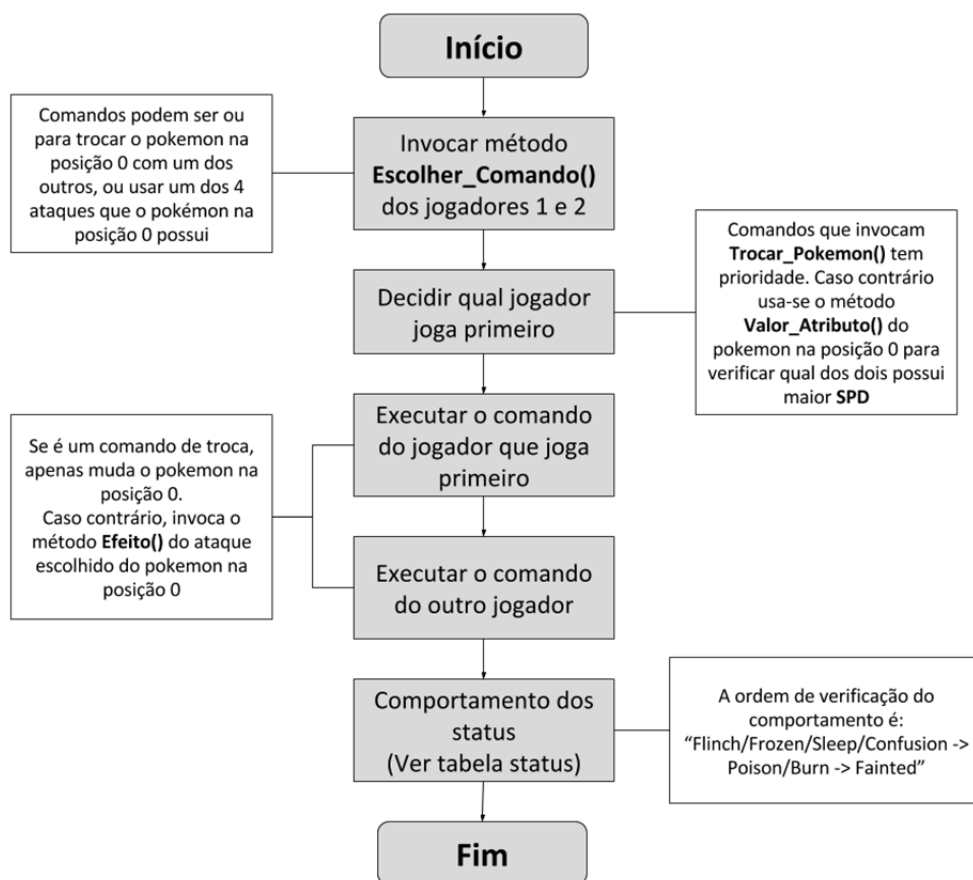 Início
Comandos podem ser ou
para trocar o pokemon na
posição 0 com um dos
outros, ou usar um dos 4
ataques que o pokémon na
posição 0 possui
Invocar método
Escolher_Comando()
dos jogadores 1 e 2
Decidir qual jogador
joga primeiro
Comandos que invocam
Trocar_Pokemon() tem
prioridade. Caso contrário
usa-se o método
Valor_Atributo() do
pokemon na posição 0 para
verificar qual dos dois possui
maior SPD
Executar o comando
do jogador que joga
primeiro
Se é um comando de troca,
apenas muda o pokemon na
posição 0.
Caso contrário, invoca o
método Efeito() do ataque
escolhido do pokemon na
posição 0
Executar o comando
do outro jogador
Comportamento dos
status
(Ver tabela status)
A ordem de verificação do
comportamento é:
“Flinch/Frozen/Sleep/Confusion ->
Poison/Burn -> Fainted”
Fim